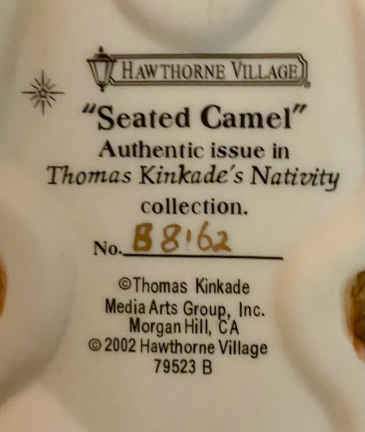 HAWTHORNE VILLAGE
"Seated Camel"
Authentic issue in
Thomas Kinkade's Nativity
collection.
No. B8162
©Thomas Kinkade
Media Arts Group, Inc.
Morgan Hill, CA
© 2002 Hawthorne Village
79523 B